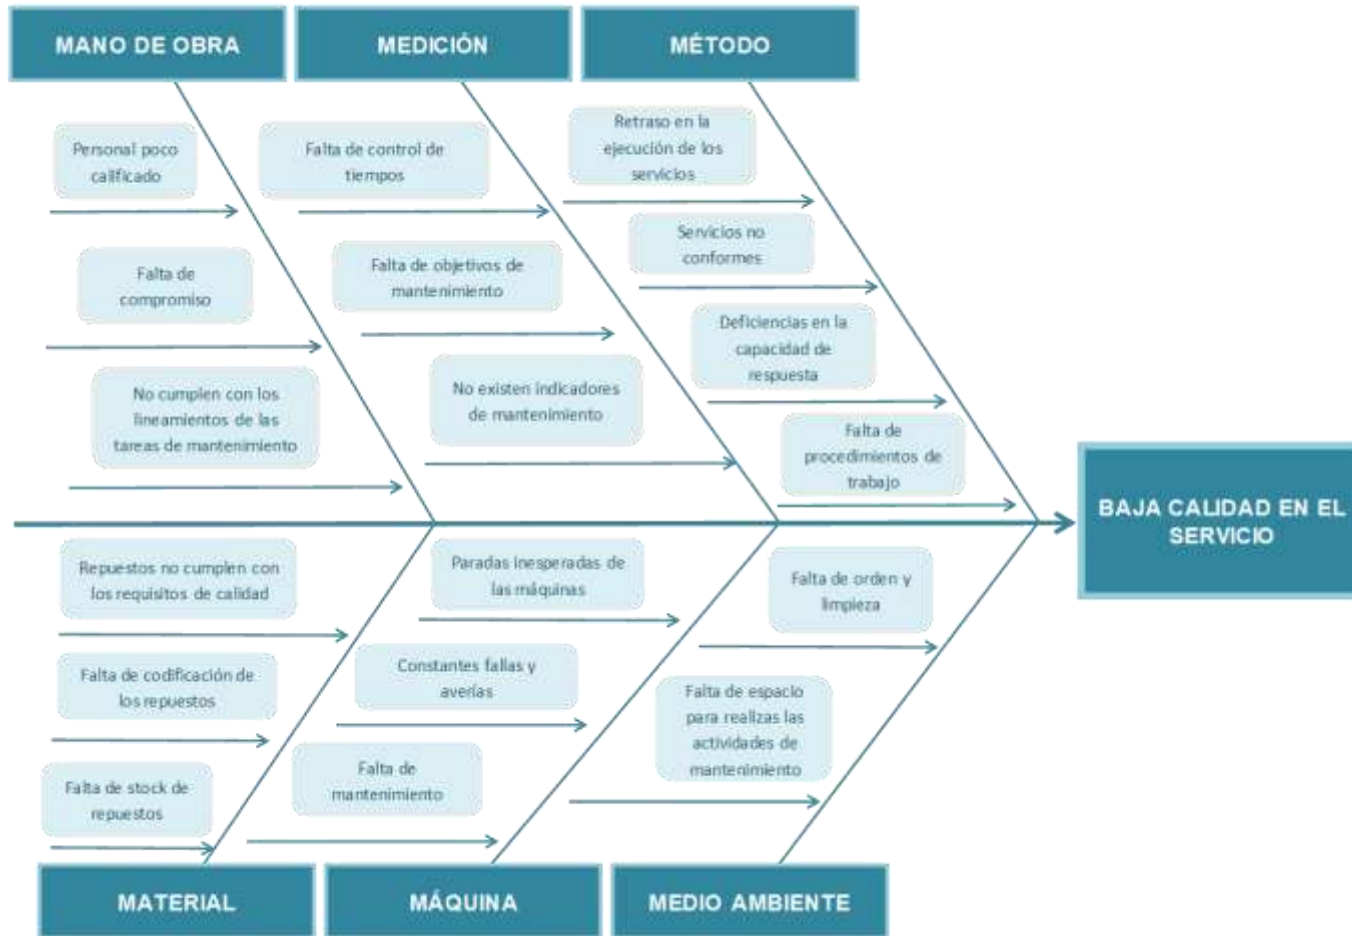 MANO DE OBRA
MEDICIÓN
MÉTODO
Personal poco
calificado
Falta de
compromiso
No cumplen con los
lineamientos de las
tareas de mantenimiento
Falta de control de
tiempos
Falta de objetivos de
mantenimiento
No existen indicadores
de mantenimiento
Retraso en la
ejecución de los
servicios
Servicios no
conformes
Deficiencias en la
capacidad de
respuesta
Falta de
procedimientos de
trabajo
BAJA CALIDAD EN EL
SERVICIO
Repuestos no cumplen con
los requisitos de calidad
Falta de codificación de
los repuestos
Falta de stock de
repuestos
Paradas inesperadas de
las máquinas
Constantes fallas y
averías
Falta de
mantenimiento
Falta de orden y
limpieza
Falta de espacio
para realizas las
actividades de
mantenimiento
MATERIAL
MÁQUINA
MEDIO AMBIENTE